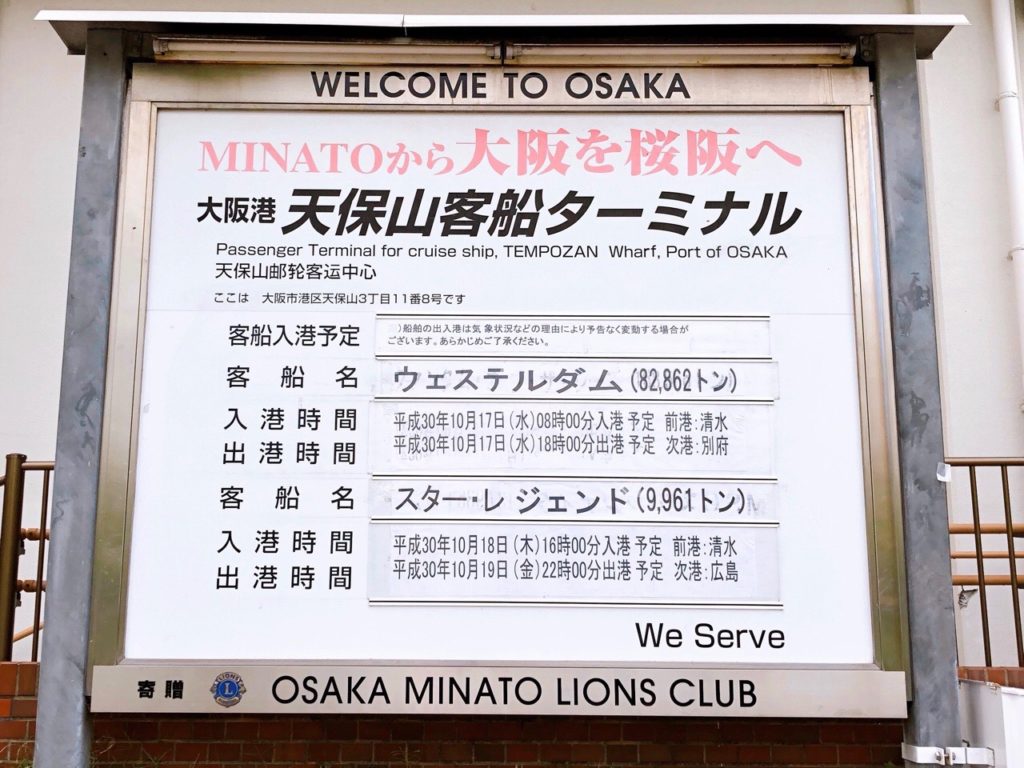 WELCOME TO OSAKA
MINATOから大阪を桜阪へ
大阪港 天保山客船ターミナル
Passenger Terminal for cruise ship, TEMPOZAN Wharf, Port of OSAKA
天保山邮轮客运中心
ここは 大阪市港区天保山3丁目11番8号です
客船入港予定 )船舶の出入港は気象状況などの理由により予告なく変動する場合が
ございます。あらかじめご了承ください。
客船名 ウェステルダム(82,862トン)
入港時間 平成30年10月17日(水)08時00分入港予定 前港:清水
出港時間 平成30年10月17日(水)18時00分出港予定 次港:別府
客船名 スター・レジェンド(9,961トン)
入港時間 平成30年10月18日(木)16時00分入港予定 前港:清水
出港時間 平成30年10月19日(金)22時00分出港予定 次港:広島
We Serve
寄贈 LIONS L OSAKA MINATO LIONS CLUB